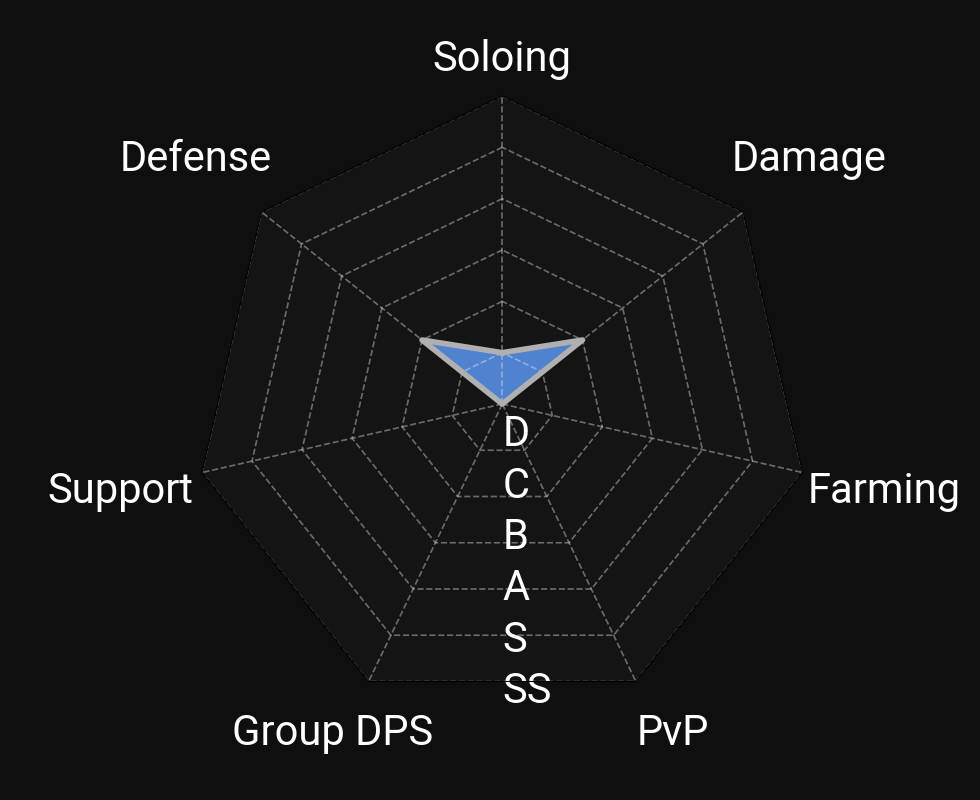 Soloing
Defense
Damage
Support
Farming
D
C
B
A
S
SS
Group DPS
PvP